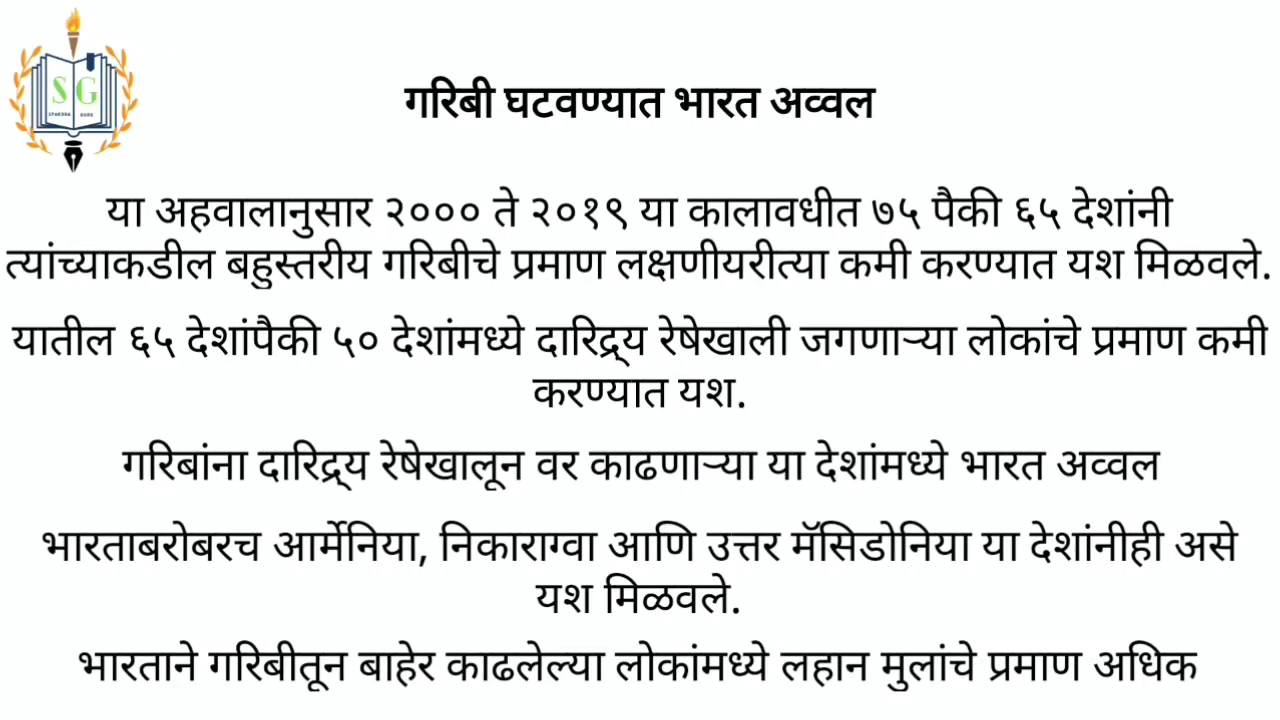 S G
SPARDHA GURU
गरिबी घटवण्यात भारत अव्वल
या अहवालानुसार २००० ते २०१९ या कालावधीत ७५ पैकी ६५ देशांनी
त्यांच्याकडील बहुस्तरीय गरिबीचे प्रमाण लक्षणीयरीत्या कमी करण्यात यश मिळवले.
यातील ६५ देशांपैकी ५० देशांमध्ये दारिद्र्य रेषेखाली जगणाऱ्या लोकांचे प्रमाण कमी
करण्यात यश.
गरिबांना दारिद्र्य रेषेखालून वर काढणाऱ्या या देशांमध्ये भारत अव्वल
भारताबरोबरच आर्मेनिया, निकाराग्वा आणि उत्तर मॅसिडोनिया या देशांनीही असे
यश मिळवले.
भारताने गरिबीतून बाहेर काढलेल्या लोकांमध्ये लहान मुलांचे प्रमाण अधिक